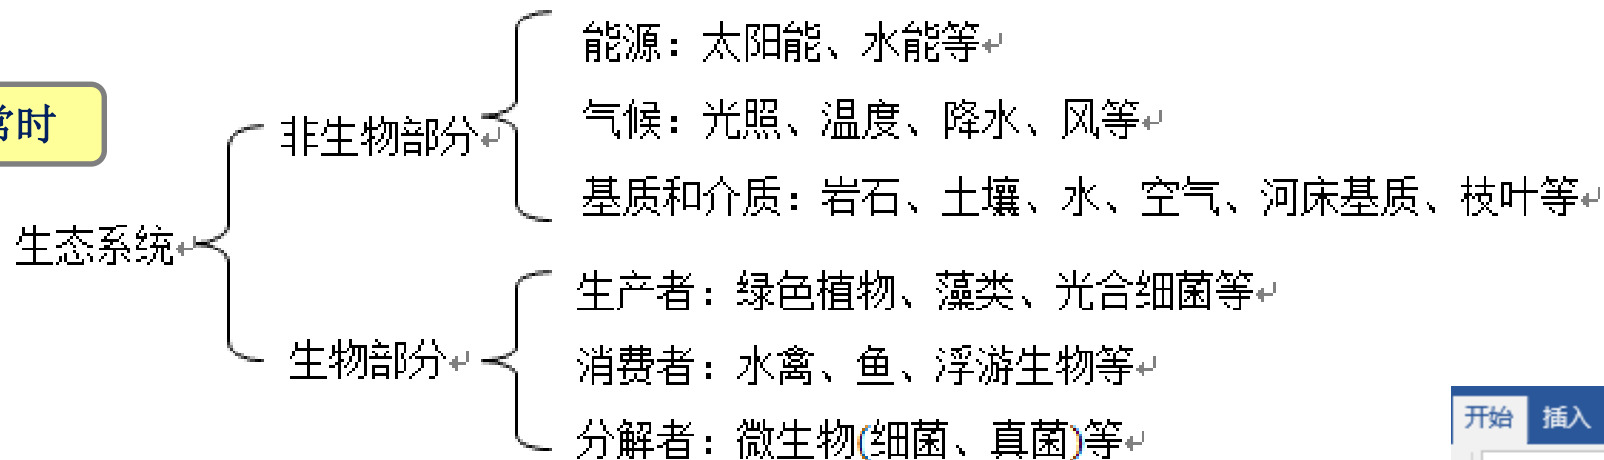 能源：太阳能、水能等
常时
气候：光照、温度、降水、风等
非生物部分
基质和介质：岩石、土壤、水、空气、河床基质、枝叶等
生态系统
生产者：绿色植物、藻类、光合细菌等
生物部分
消费者：水禽、鱼、浮游生物等
分解者：微生物(细菌、真菌)等
开始 插入